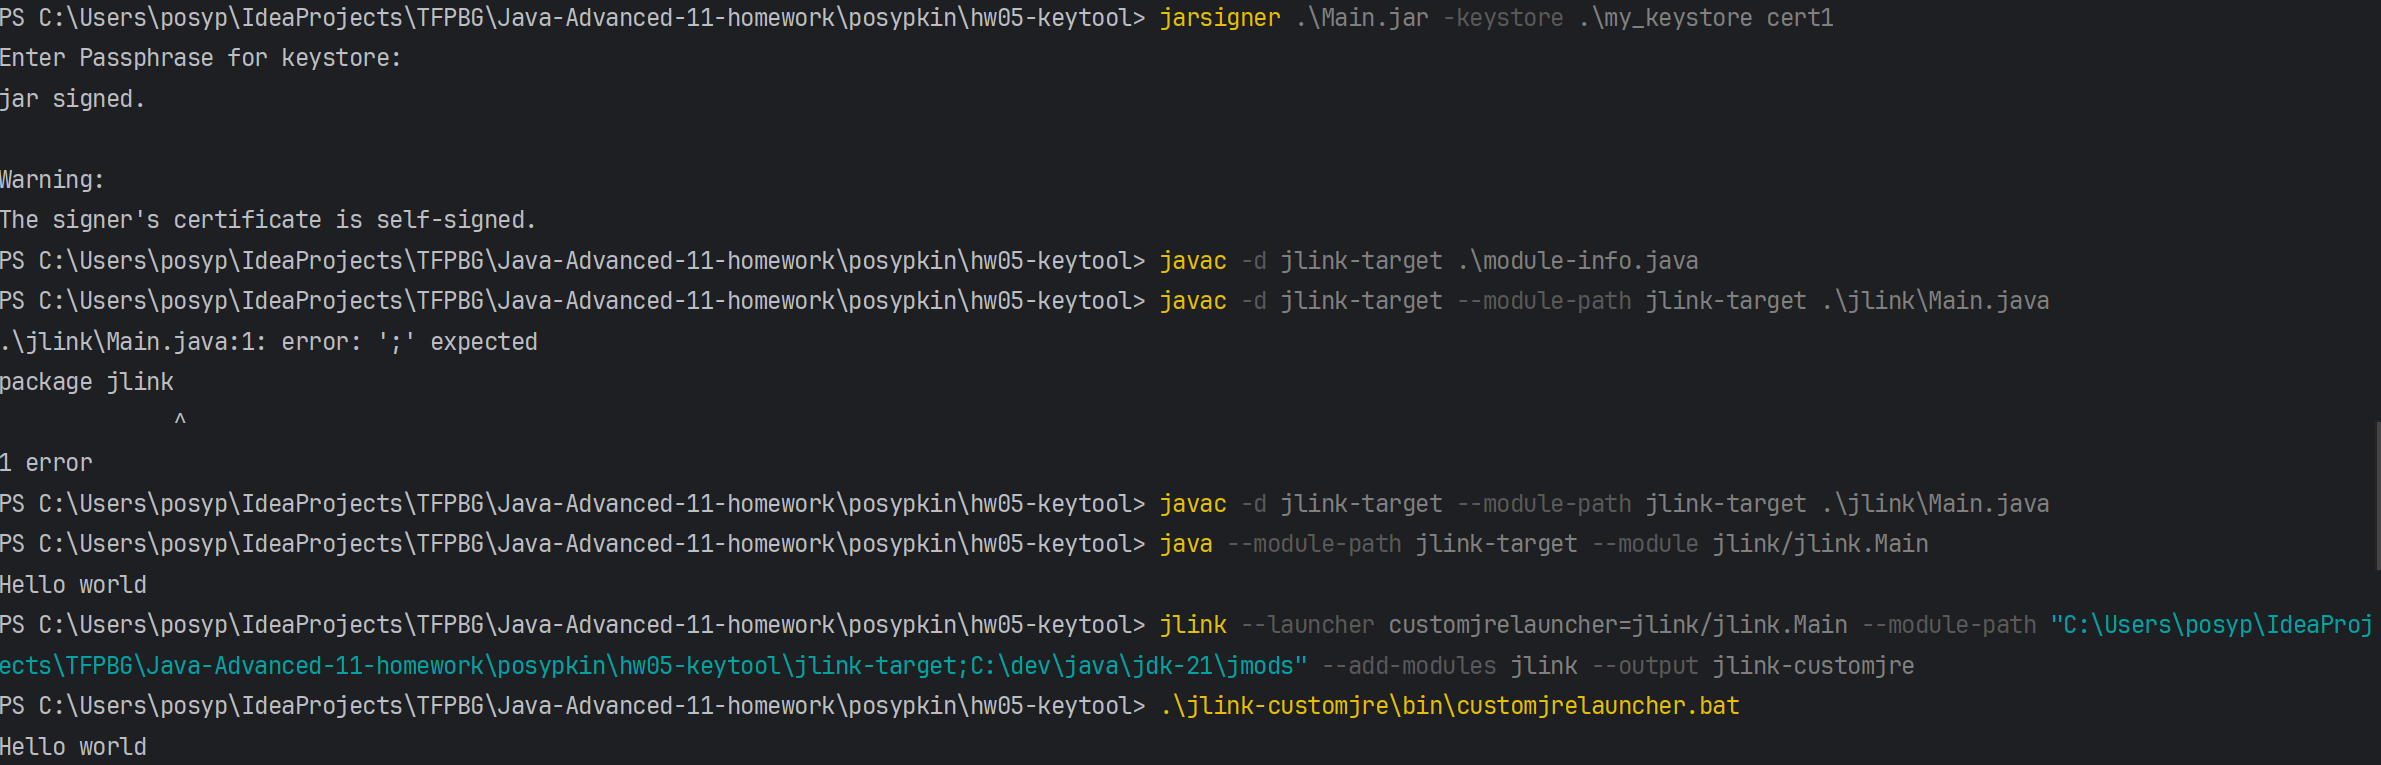 PS C:\Users\posyp\IdeaProjects\TFPBG\Java-Advanced-11-homework\posypkin\hw05-keytool> jarsigner .\Main.jar -keystore .\my_keystore cert1
Enter Passphrase for keystore:
jar signed.
Warning:
The signer's certificate is self-signed.
PS C:\Users\posyp\IdeaProjects\TFPBG\Java-Advanced-11-homework\posypkin\hw05-keytool> javac -d jlink-target .\module-info.java
PS C:\Users\posyp\IdeaProjects\TFPBG\Java-Advanced-11-homework\posypkin\hw05-keytool> javac -d jlink-target --module-path jlink-target .\jlink\Main.java
.\jlink\Main.java:1: error: ';' expected
package jlink
^
1 error
PS C:\Users\posyp\IdeaProjects\TFPBG\Java-Advanced-11-homework\posypkin\hw05-keytool> javac -d jlink-target --module-path jlink-target .\jlink\Main.java
PS C:\Users\posyp\IdeaProjects\TFPBG\Java-Advanced-11-homework\posypkin\hw05-keytool> java --module-path jlink-target --module jlink/jlink.Main
Hello world
PS C:\Users\posyp\IdeaProjects\TFPBG\Java-Advanced-11-homework\posypkin\hw05-keytool> jlink --launcher customjrelauncher=jlink/jlink.Main --module-path "C:\Users\posyp\IdeaProj
ects\TFPBG\Java-Advanced-11-homework\posypkin\hw05-keytool\jlink-target;C:\dev\java\jdk-21\jmods" --add-modules jlink --output jlink-customjre
PS C:\Users\posyp\IdeaProjects\TFPBG\Java-Advanced-11-homework\posypkin\hw05-keytool> .\jlink-customjre\bin\customjrelauncher.bat
Hello world